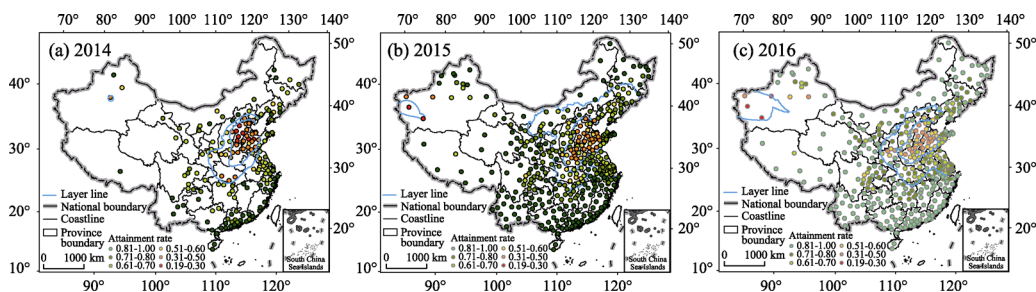 70° 80° 90° 100° 110° 120° 130° 140°
(a) 2014
50°
40°
40°
30°
30°
20°
20°
10°
10°
Layer line
National boundary
Coastline
Province
boundary
Attainment rate
0.81-1.00 0.51-0.60
0.71-0.80 0.31-0.50
0.61-0.70 0.19-0.30
0 1000 km
South China
Sea Islands
90° 100° 110° 120°
70° 80° 90° 100° 110° 120° 130° 140°
(b) 2015
50°
40°
40°
30°
30°
20°
20°
10°
10°
Layer line
National boundary
Coastline
Province
boundary
Attainment rate
0.81-1.00 0.51-0.60
0.71-0.80 0.31-0.50
0.61-0.70 0.19-0.30
0 1000 km
South China
Sea Islands
90° 100° 110° 120°
70° 80° 90° 100° 110° 120° 130° 140°
(c) 2016
50°
40°
40°
30°
30°
20°
20°
10°
10°
Layer line
National boundary
Coastline
Province
boundary
Attainment rate
0.81-1.00 0.51-0.60
0.71-0.80 0.31-0.50
0.61-0.70 0.19-0.30
0 1000 km
South China
Sea Islands
90° 100° 110° 120°